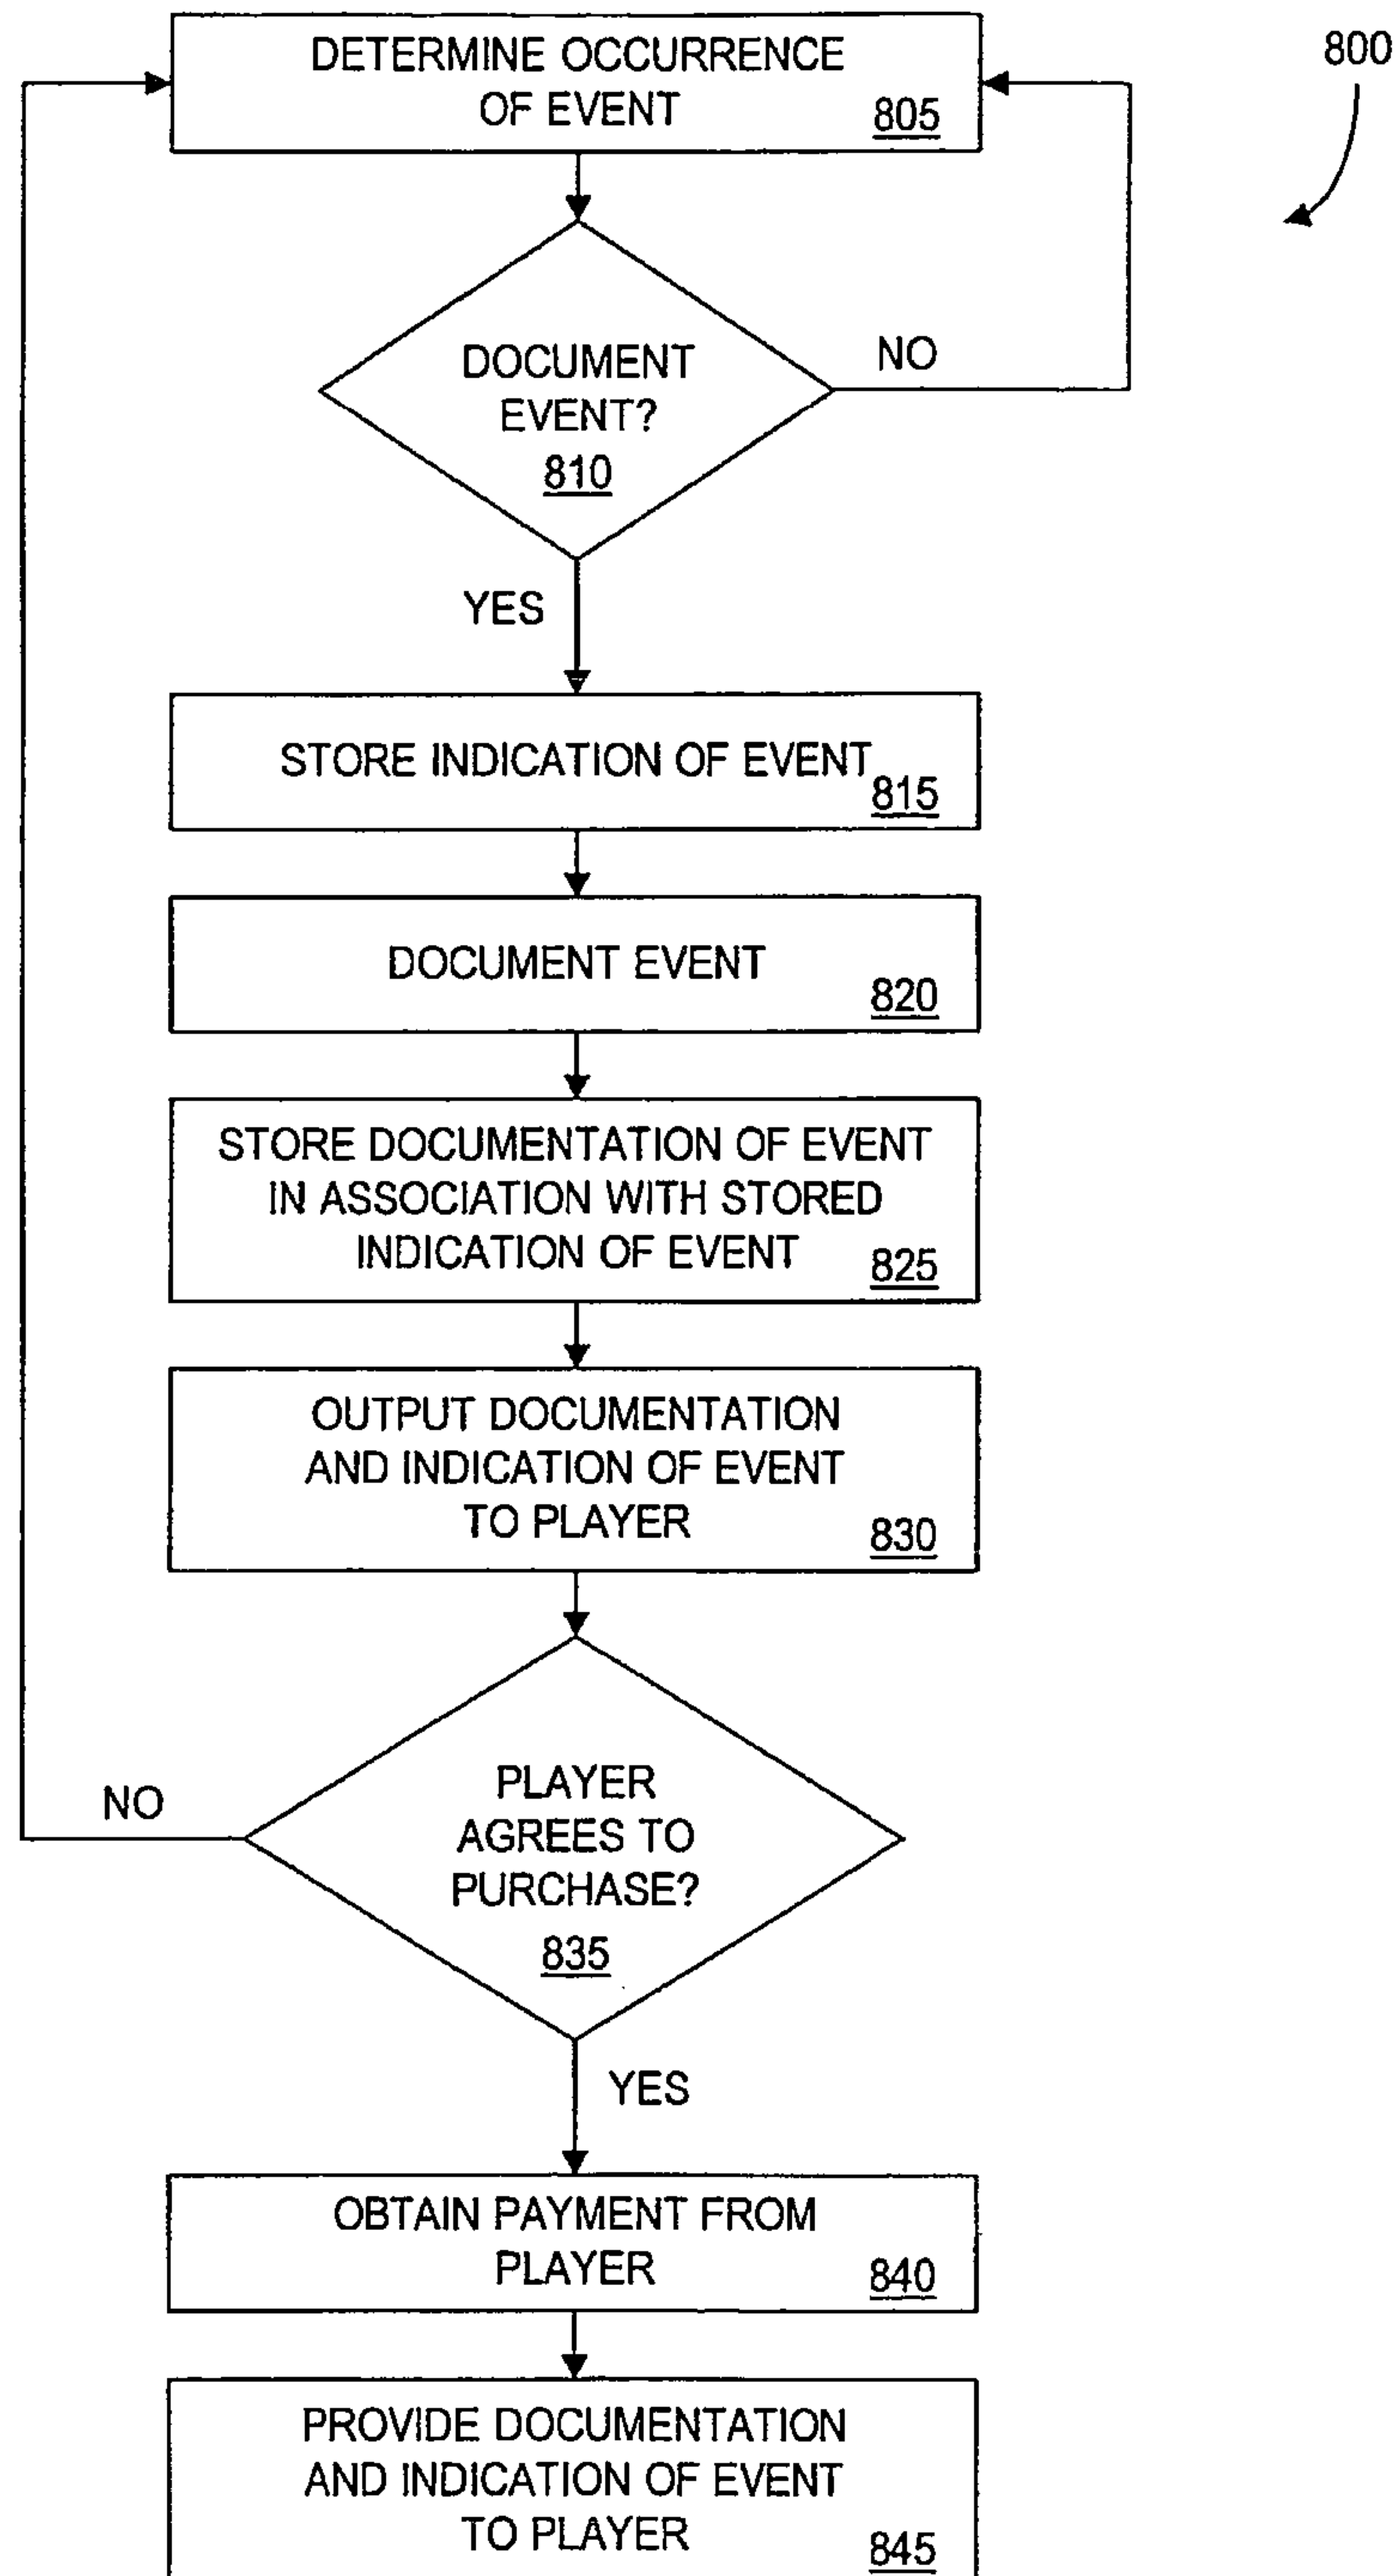 800
DETERMINE OCCURRENCE
OF EVENT
805
DOCUMENT
EVENT?
810
NO
YES
STORE INDICATION OF EVENT
815
DOCUMENT EVENT
820
STORE DOCUMENTATION OF EVENT
IN ASSOCIATION WITH STORED
INDICATION OF EVENT
825
OUTPUT DOCUMENTATION
AND INDICATION OF EVENT
TO PLAYER
830
PLAYER
AGREES TO
PURCHASE?
835
NO
YES
OBTAIN PAYMENT FROM
PLAYER
840
PROVIDE DOCUMENTATION
AND INDICATION OF EVENT
TO PLAYER
845